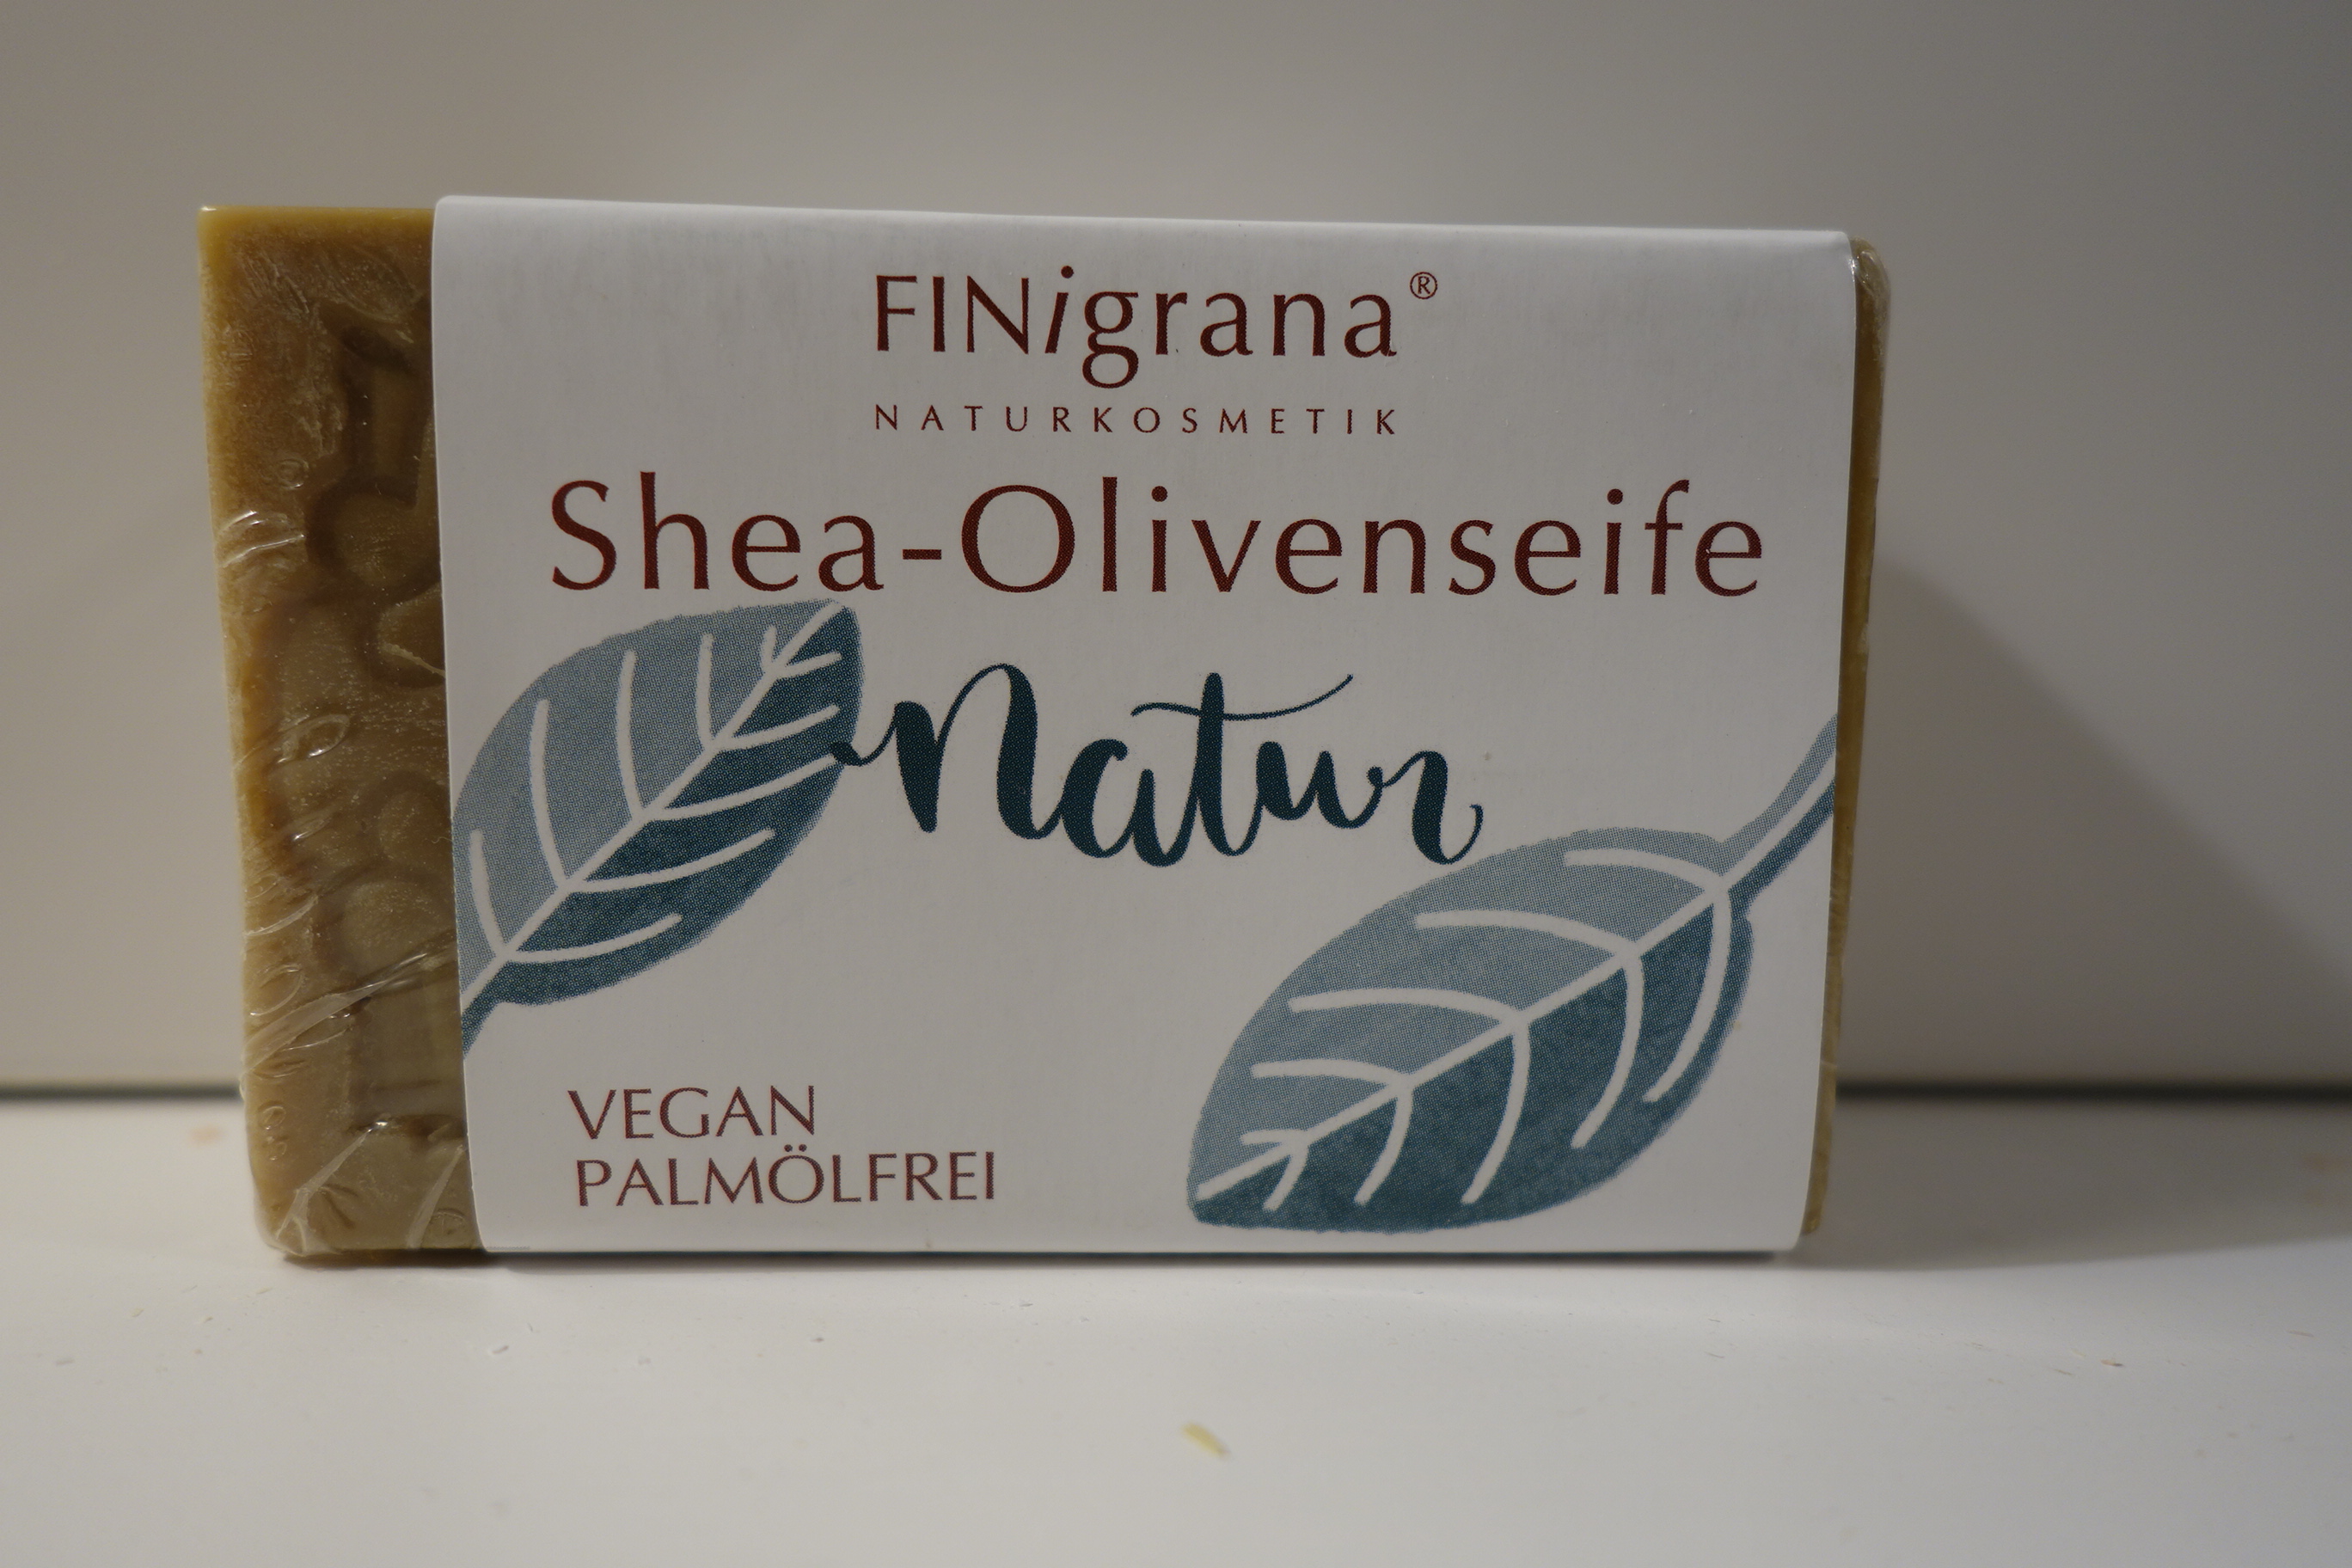 FINigrana®
NATURKOSMETIK
Shea-Olivenseife
Natur
VEGAN
PALMÖLFREI